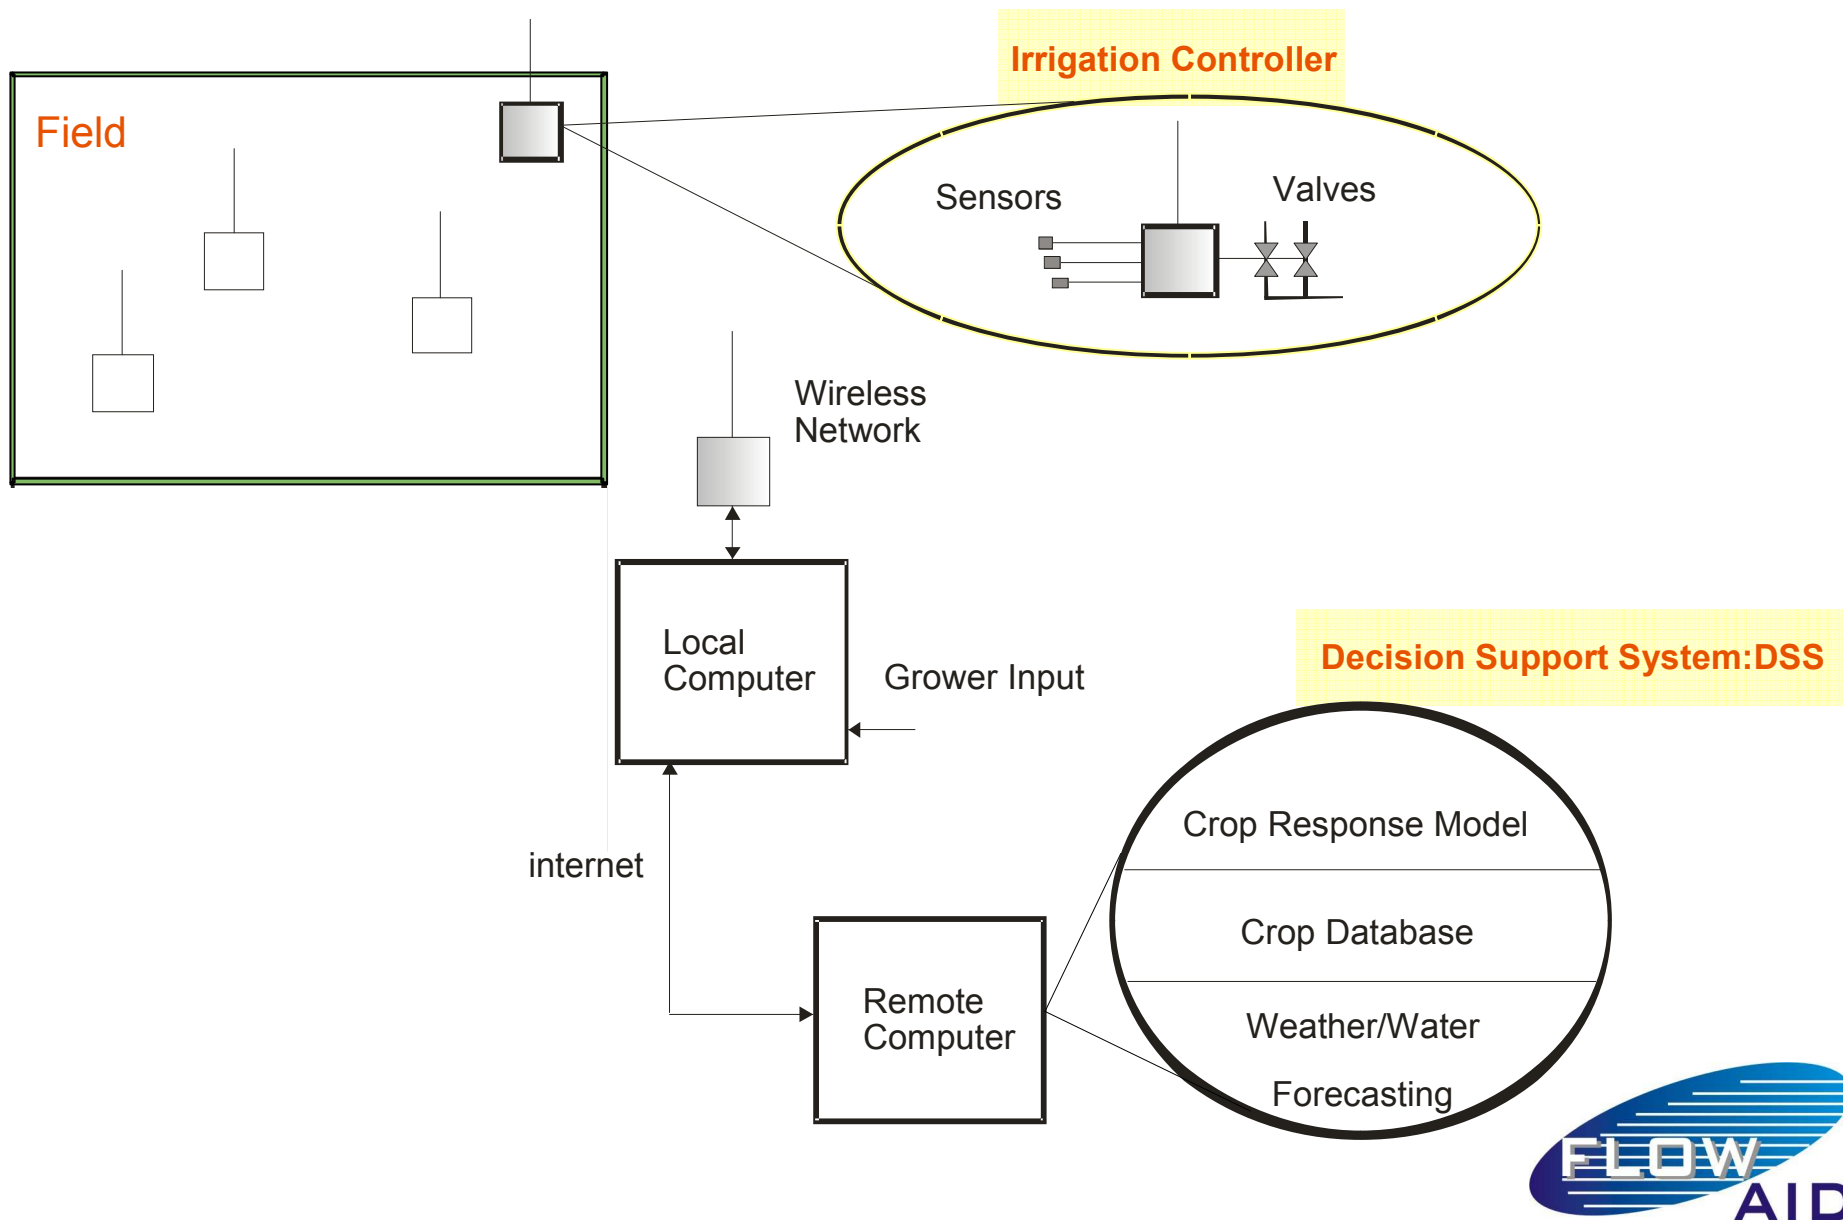 Irrigation Controller
Field
Sensors
Valves
Wireless
Network
Local
Computer
Grower Input
Decision Support System:DSS
Crop Response Model
internet
Crop Database
Remote
Computer
Weather/Water
Forecasting
FLOW
AID